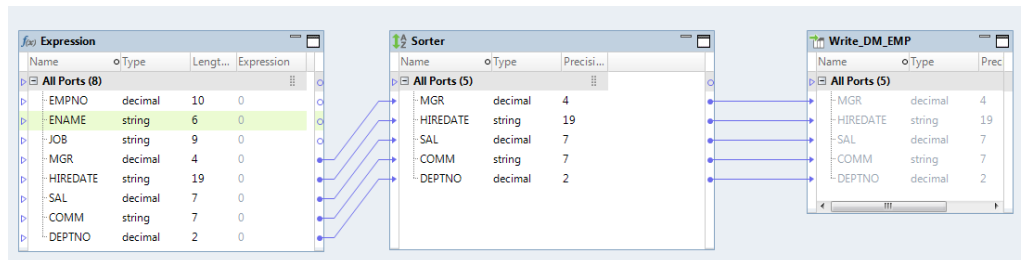 f(x) Expression
Name Type Lengt... Expression
All Ports (8)
EMPNO decimal 10 0
ENAME string 6 0
JOB string 9 0
MGR decimal 4 0
HIREDATE string 19 0
SAL decimal 7 0
COMM string 7 0
DEPTNO decimal 2 0
AZ Sorter
Name Type Precisi...
All Ports (5)
MGR decimal 4
HIREDATE string 19
SAL decimal 7
COMM string 7
DEPTNO decimal 2
Write_DM_EMP
Name Type Prec
All Ports (5)
MGR decimal 4
HIREDATE string 19
SAL decimal 7
COMM string 7
DEPTNO decimal 2